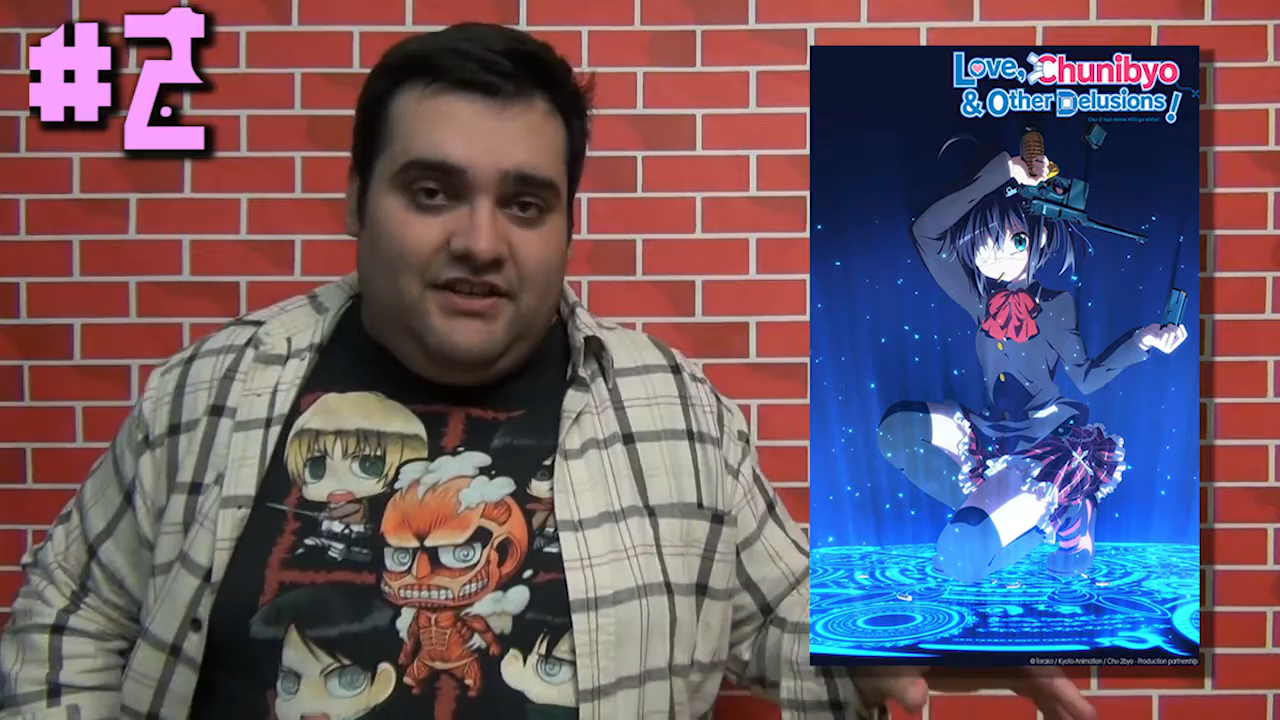 #2
Love, Chunibyo
& Other Delusions!
© Torako / Kyoto Animation / Chu-2byo - Production partnership